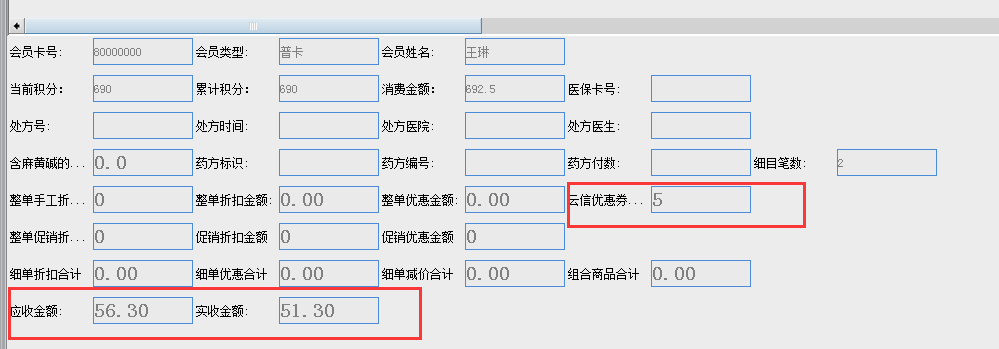 会员卡号: 80000000 会员类型: 普卡 会员姓名: 王琳
当前积分: 690 累计积分: 690 消费金额: 692.5 医保卡号:
处方号: 处方时间: 处方医院: 处方医生:
含麻黄碱的... 0.0 药方标识: 药方编号: 药方付数: 细目笔数: 2
整单手工折... 0 整单折扣金额: 0.00 整单优惠金额: 0.00 云信优惠券... 5
整单促销折... 0 促销折扣金额 0 促销优惠金额 0
细单折扣合计 0.00 细单优惠合计 0.00 细单减价合计 0.00 组合商品合计 0.00
应收金额: 56.30 实收金额: 51.30